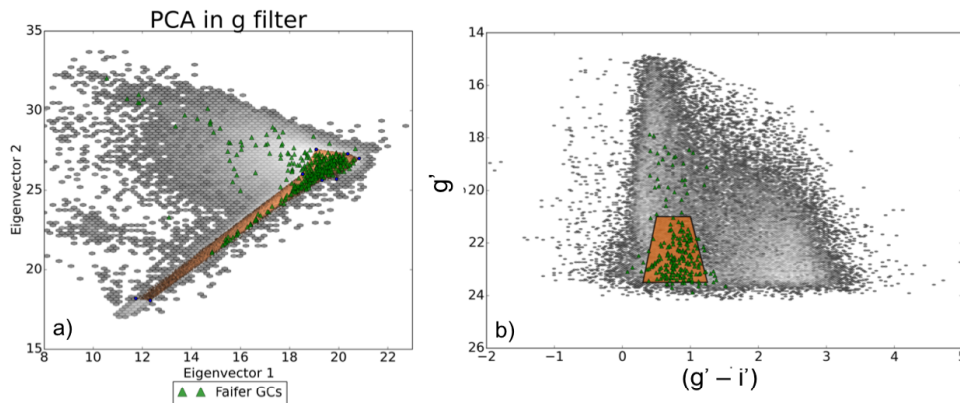 PCA in g filter
35
30
25
20
15
Eigenvector 2
a)
8 10 12 14 16 18 20 22
Eigenvector 1
Faifer GCs
14
16
18
20
22
24
26
g'
b)
−2 −1 0 1 2 3 4 5
(g' − i')